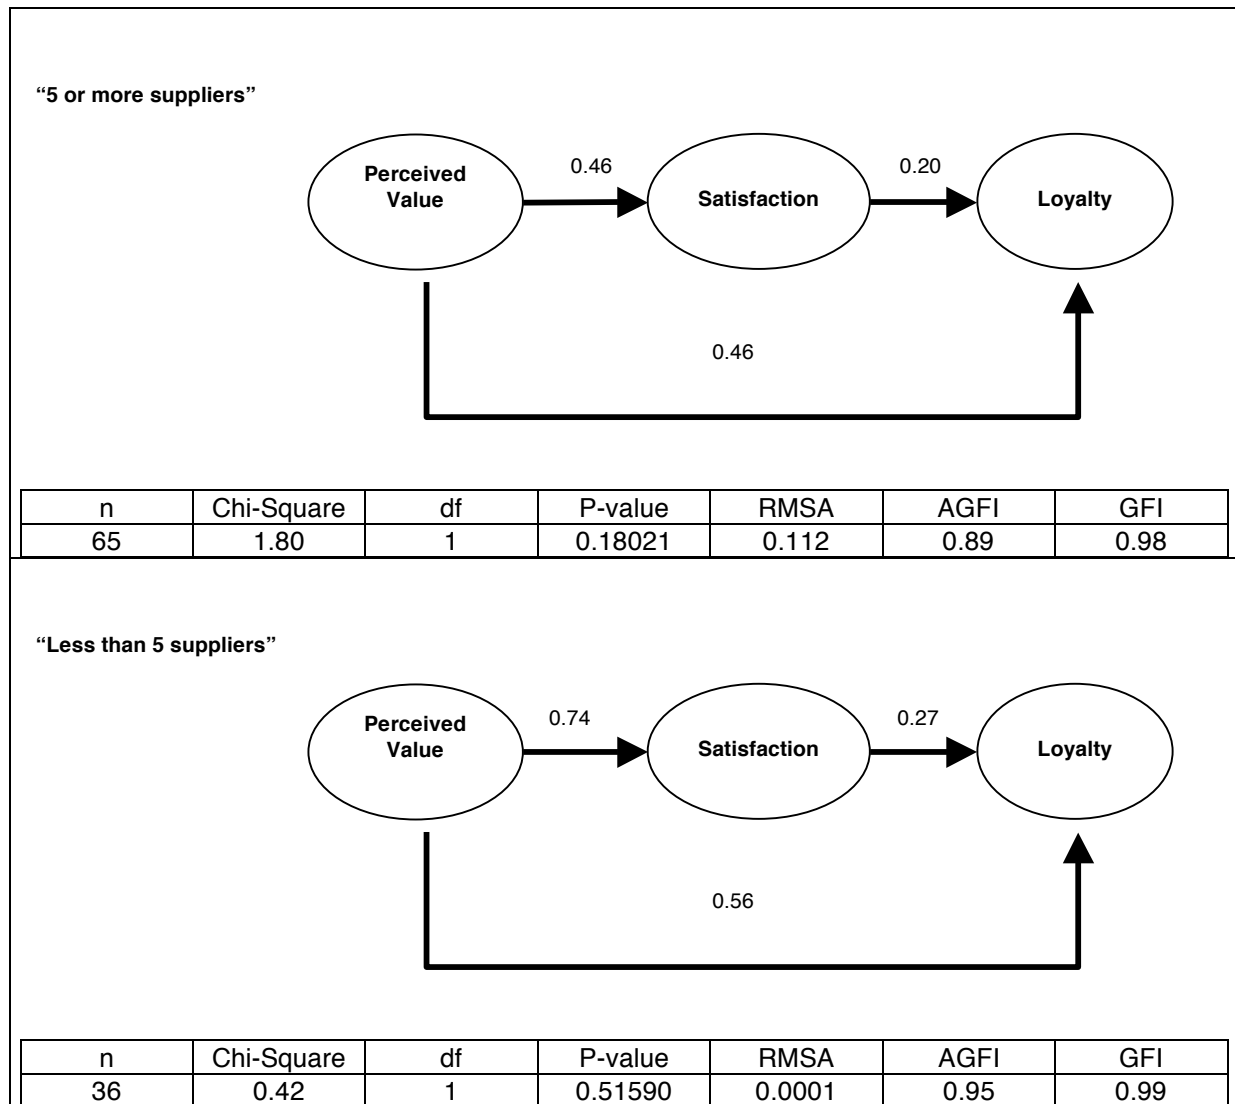 “5 or more suppliers”
0.46
0.20
Perceived
Value
Satisfaction
Loyalty
0.46
n Chi-Square df P-value RMSA AGFI GFI
65 1.80 1 0.18021 0.112 0.89 0.98
“Less than 5 suppliers”
0.74
0.27
Perceived
Value
Satisfaction
Loyalty
0.56
n Chi-Square df P-value RMSA AGFI GFI
36 0.42 1 0.51590 0.0001 0.95 0.99